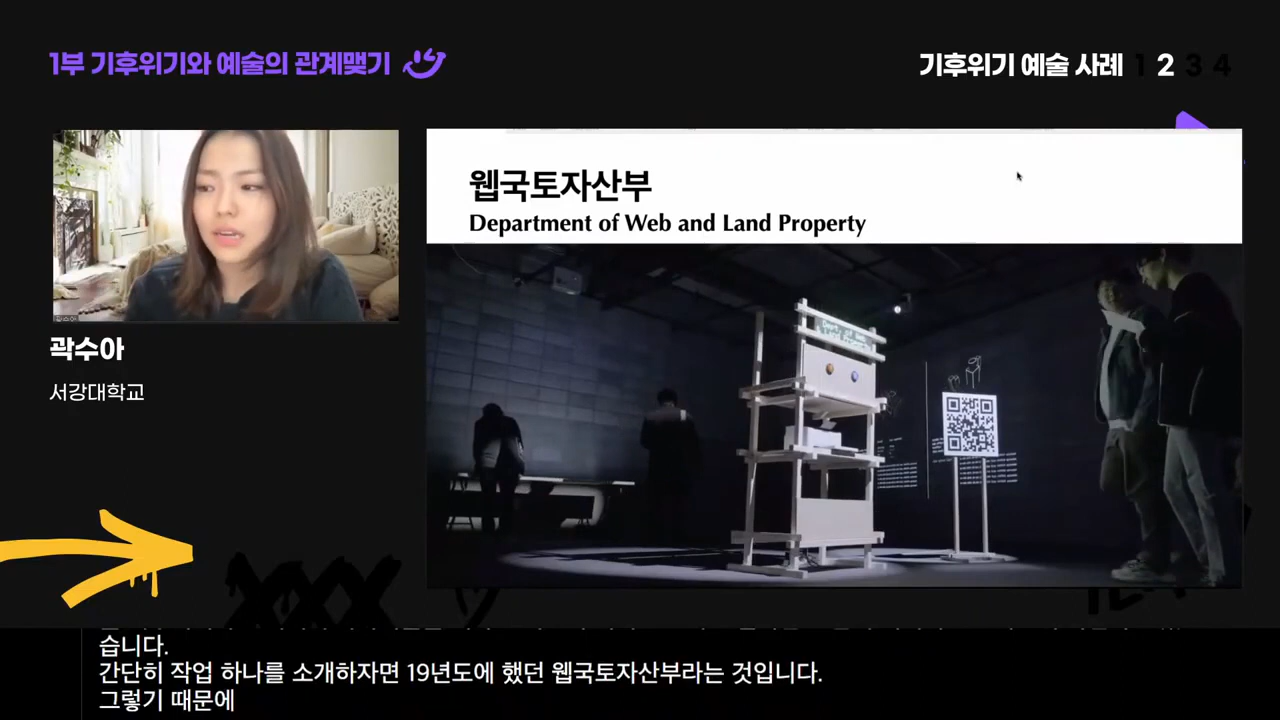 1부 기후위기와 예술의 관계맺기
기후위기 예술 사례 1 2 3 4
웹국토자산부
Department of Web and Land Property
곽수아
서강대학교
습니다.
간단히 작업 하나를 소개하자면 19년도에 했던 웹국토자산부라는 것입니다.
그렇기 때문에